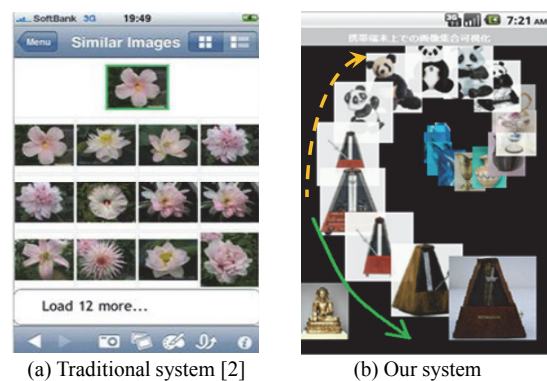 SoftBank 3G 19:49
Menu Similar Images
Load 12 more...
(a) Traditional system [2]
7:21 AM
携帯端末上での画像集合可視化
(b) Our system